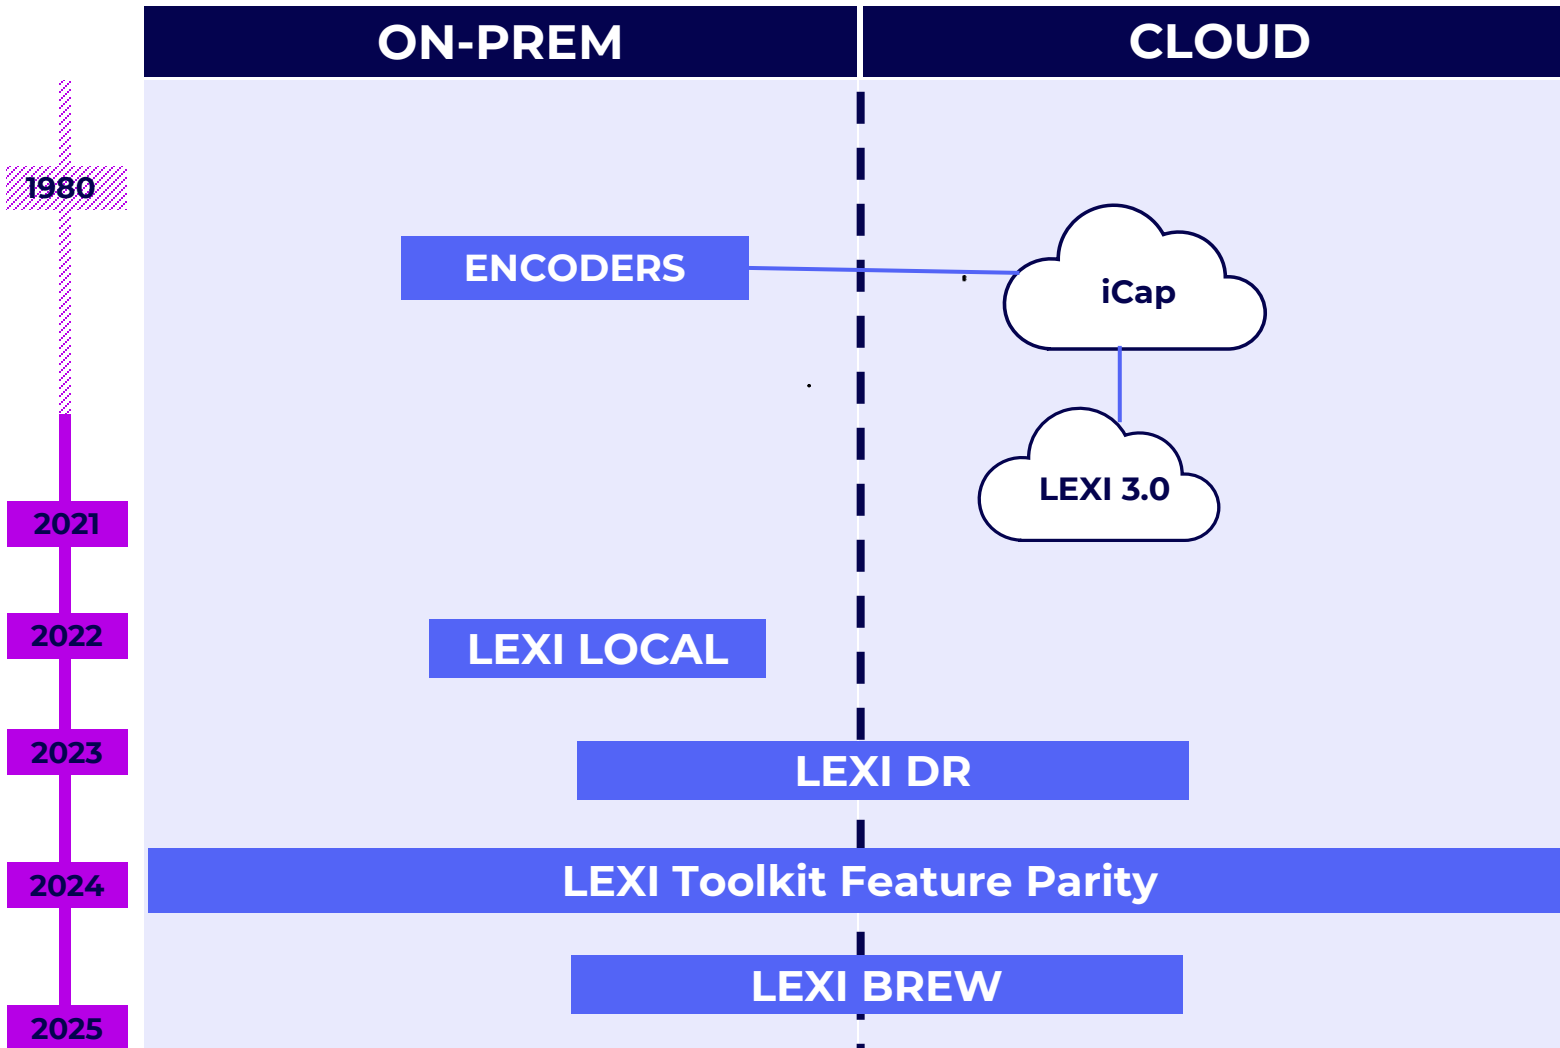 ON-PREM
CLOUD
1980
ENCODERS
iCap
LEXI 3.0
2021
2022
LEXI LOCAL
2023
LEXI DR
2024
LEXI Toolkit Feature Parity
LEXI BREW
2025